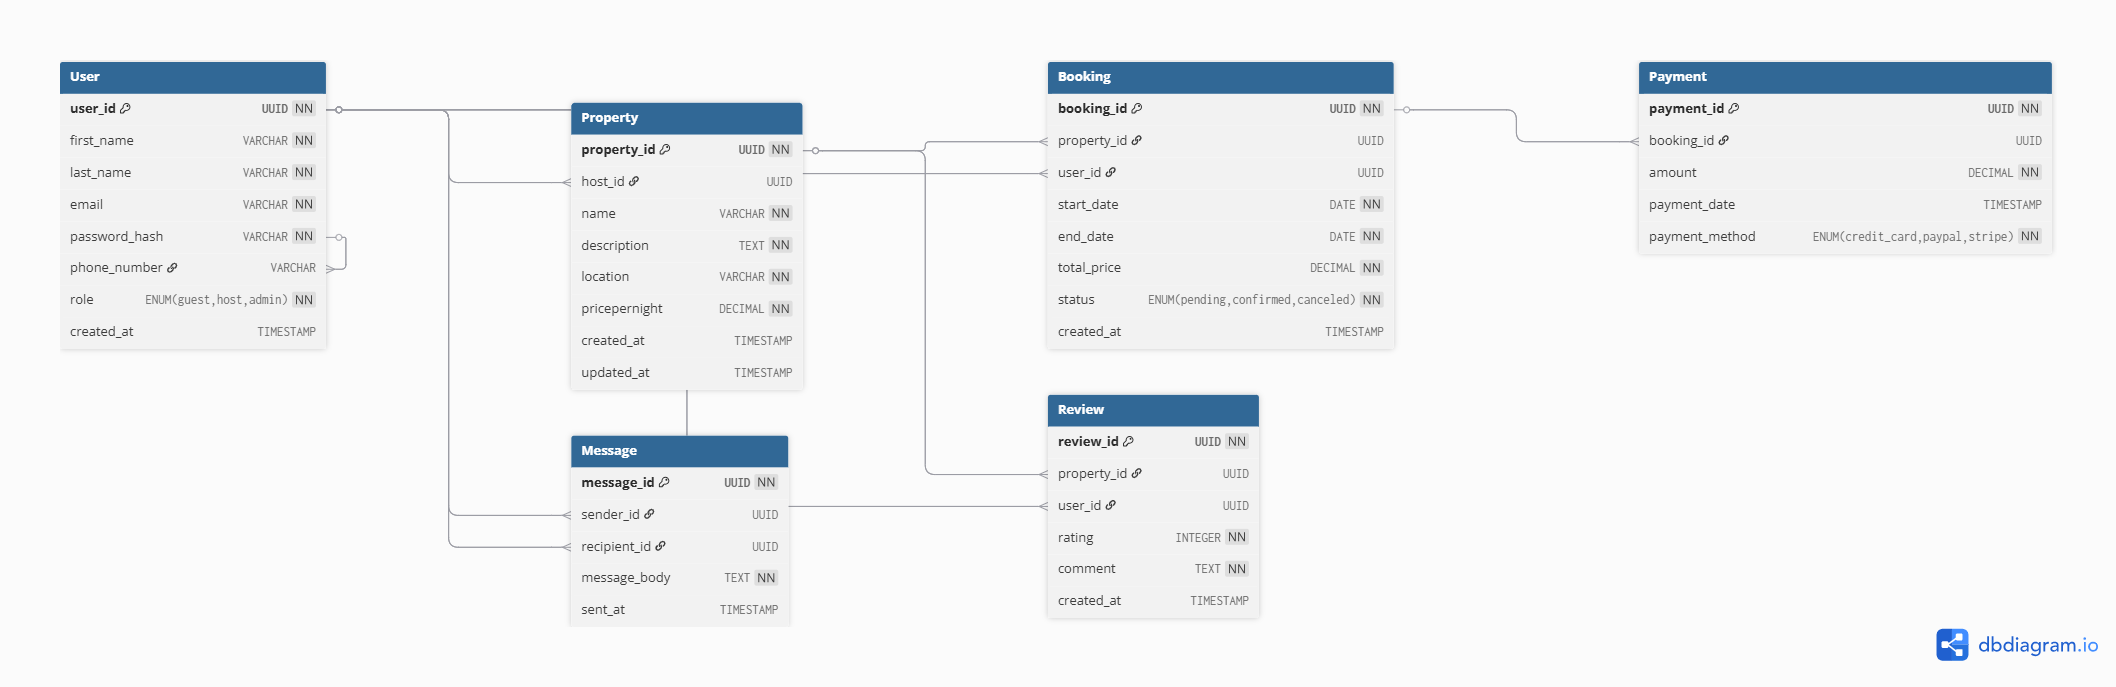 User
user_id UUID NN
first_name VARCHAR NN
last_name VARCHAR NN
email VARCHAR NN
password_hash VARCHAR NN
phone_number VARCHAR
role ENUM(guest,host,admin) NN
created_at TIMESTAMP
Property
property_id UUID NN
host_id UUID
name VARCHAR NN
description TEXT NN
location VARCHAR NN
pricepernight DECIMAL NN
created_at TIMESTAMP
updated_at TIMESTAMP
Message
message_id UUID NN
sender_id UUID
recipient_id UUID
message_body TEXT NN
sent_at TIMESTAMP
Booking
booking_id UUID NN
property_id UUID
user_id UUID
start_date DATE NN
end_date DATE NN
total_price DECIMAL NN
status ENUM(pending,confirmed,canceled) NN
created_at TIMESTAMP
Review
review_id UUID NN
property_id UUID
user_id UUID
rating INTEGER NN
comment TEXT NN
created_at TIMESTAMP
Payment
payment_id UUID NN
booking_id UUID
amount DECIMAL NN
payment_date TIMESTAMP
payment_method ENUM(credit_card,paypal,stripe) NN
dbdiagram.io